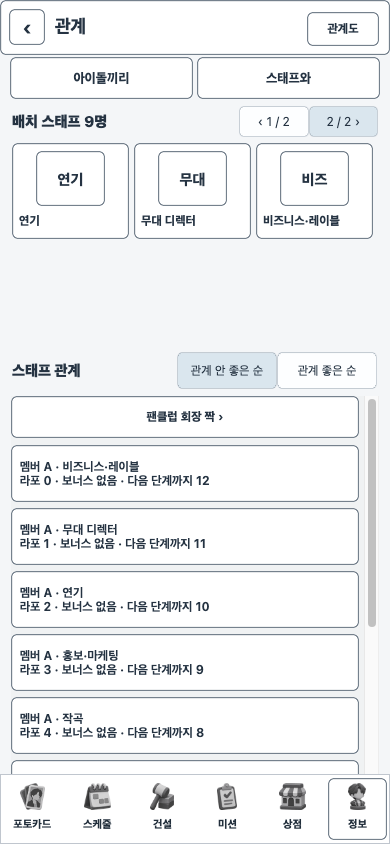 ‹ 관계 관계도
아이돌끼리 스태프와
배치 스태프 9명 ‹ 1 / 2 2 / 2 ›
연기 무대 비즈
연기 무대 디렉터 비즈니스·레이블
스태프 관계 관계 안 좋은 순 관계 좋은 순
팬클럽 회장 짝 ›
멤버 A · 비즈니스·레이블
라포 0 · 보너스 없음 · 다음 단계까지 12
멤버 A · 무대 디렉터
라포 1 · 보너스 없음 · 다음 단계까지 11
멤버 A · 연기
라포 2 · 보너스 없음 · 다음 단계까지 10
멤버 A · 홍보·마케팅
라포 3 · 보너스 없음 · 다음 단계까지 9
멤버 A · 작곡
라포 4 · 보너스 없음 · 다음 단계까지 8
포토카드 스케줄 건설 미션 상점 정보